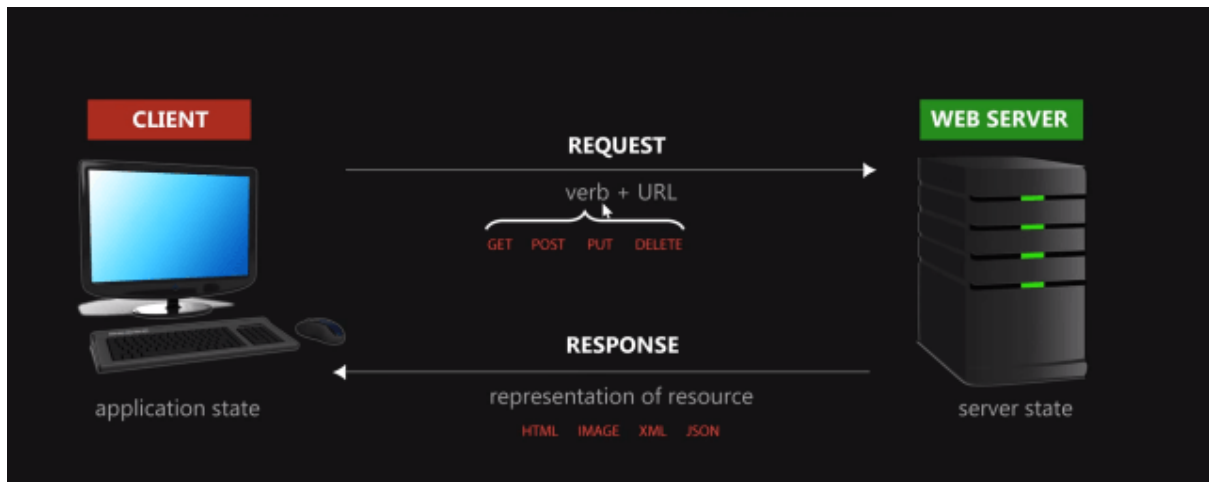 CLIENT
WEB SERVER
REQUEST
verb + URL
GET POST PUT DELETE
RESPONSE
representation of resource
HTML IMAGE XML JSON
application state
server state